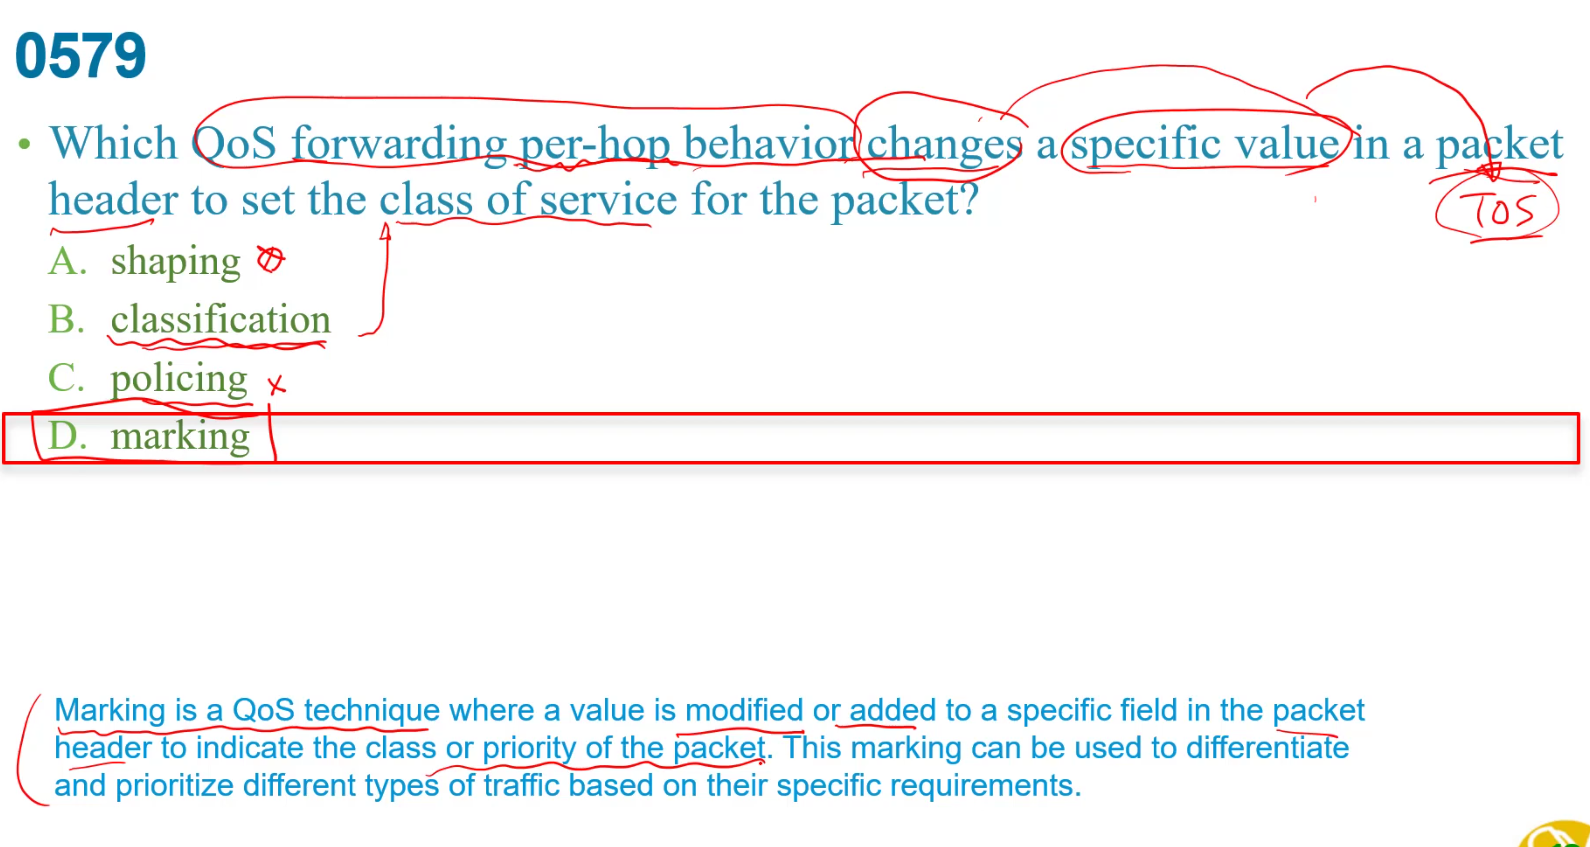 0579
• Which QoS forwarding per-hop behavior changes a specific value in a packet
header to set the class of service for the packet?
TOS
A. shaping
B. classification
C. policing x
D. marking
Marking is a QoS technique where a value is modified or added to a specific field in the packet
header to indicate the class or priority of the packet. This marking can be used to differentiate
and prioritize different types of traffic based on their specific requirements.